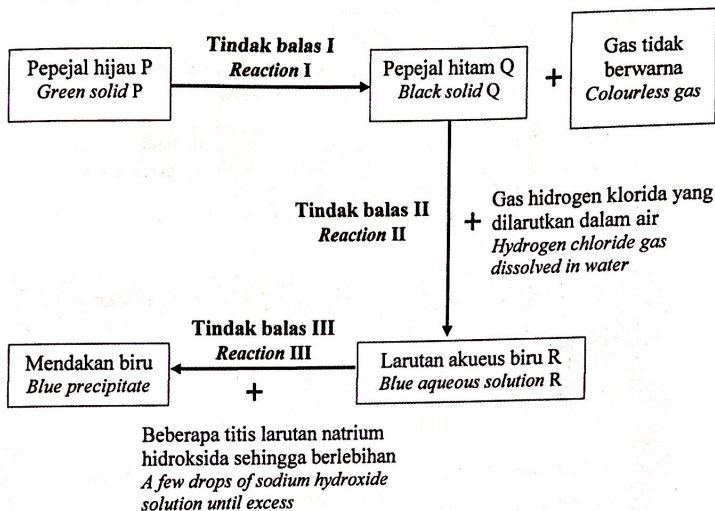 Tindak balas I
Reaction I
Pepejal hijau P
Green solid P
Pepejal hitam Q
Black solid Q
+
Gas tidak
berwarna
Colourless gas
Tindak balas II
Reaction II
+
Gas hidrogen klorida yang
dilarutkan dalam air
Hydrogen chloride gas
dissolved in water
Tindak balas III
Reaction III
Mendakan biru
Blue precipitate
Larutan akueus biru R
Blue aqueous solution R
+
Beberapa titis larutan natrium
hidroksida sehingga berlebihan
A few drops of sodium hydroxide
solution until excess